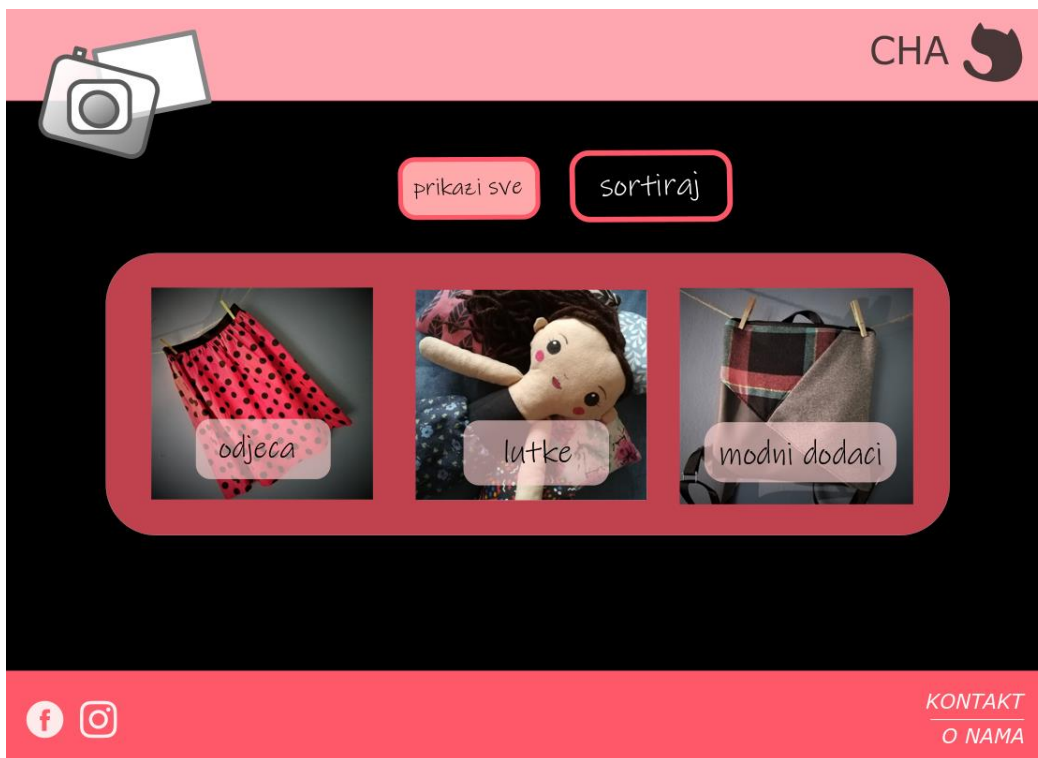 CHA
prikazi sve
sortiraj
odjeca
lutke
modni dodaci
KONTAKT
O NAMA